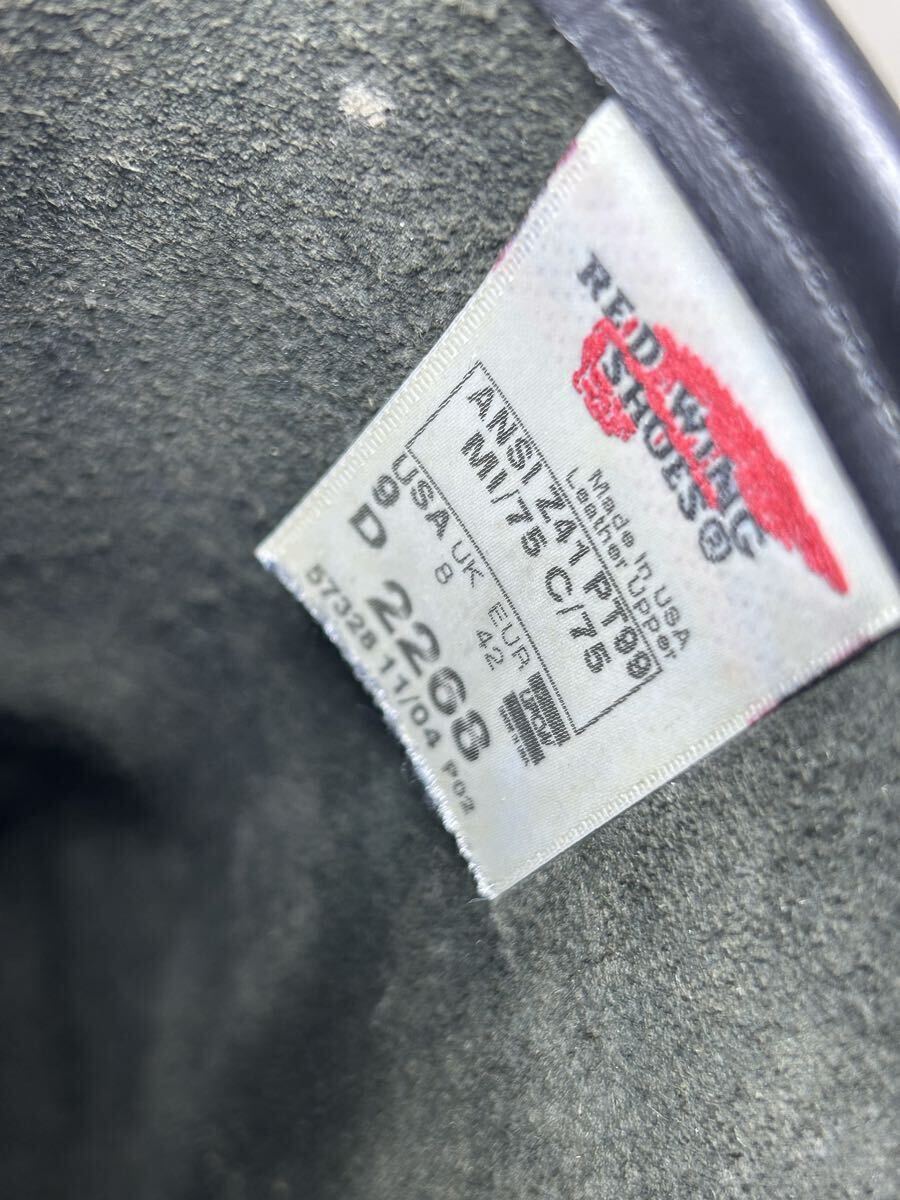 RED WING
SHOES®
Made in USA
Leather Upper
ANSI Z41 PT99
MI/75 C/75
USA UK EUR
9 8 42
D 2268
57328 11/04 P02